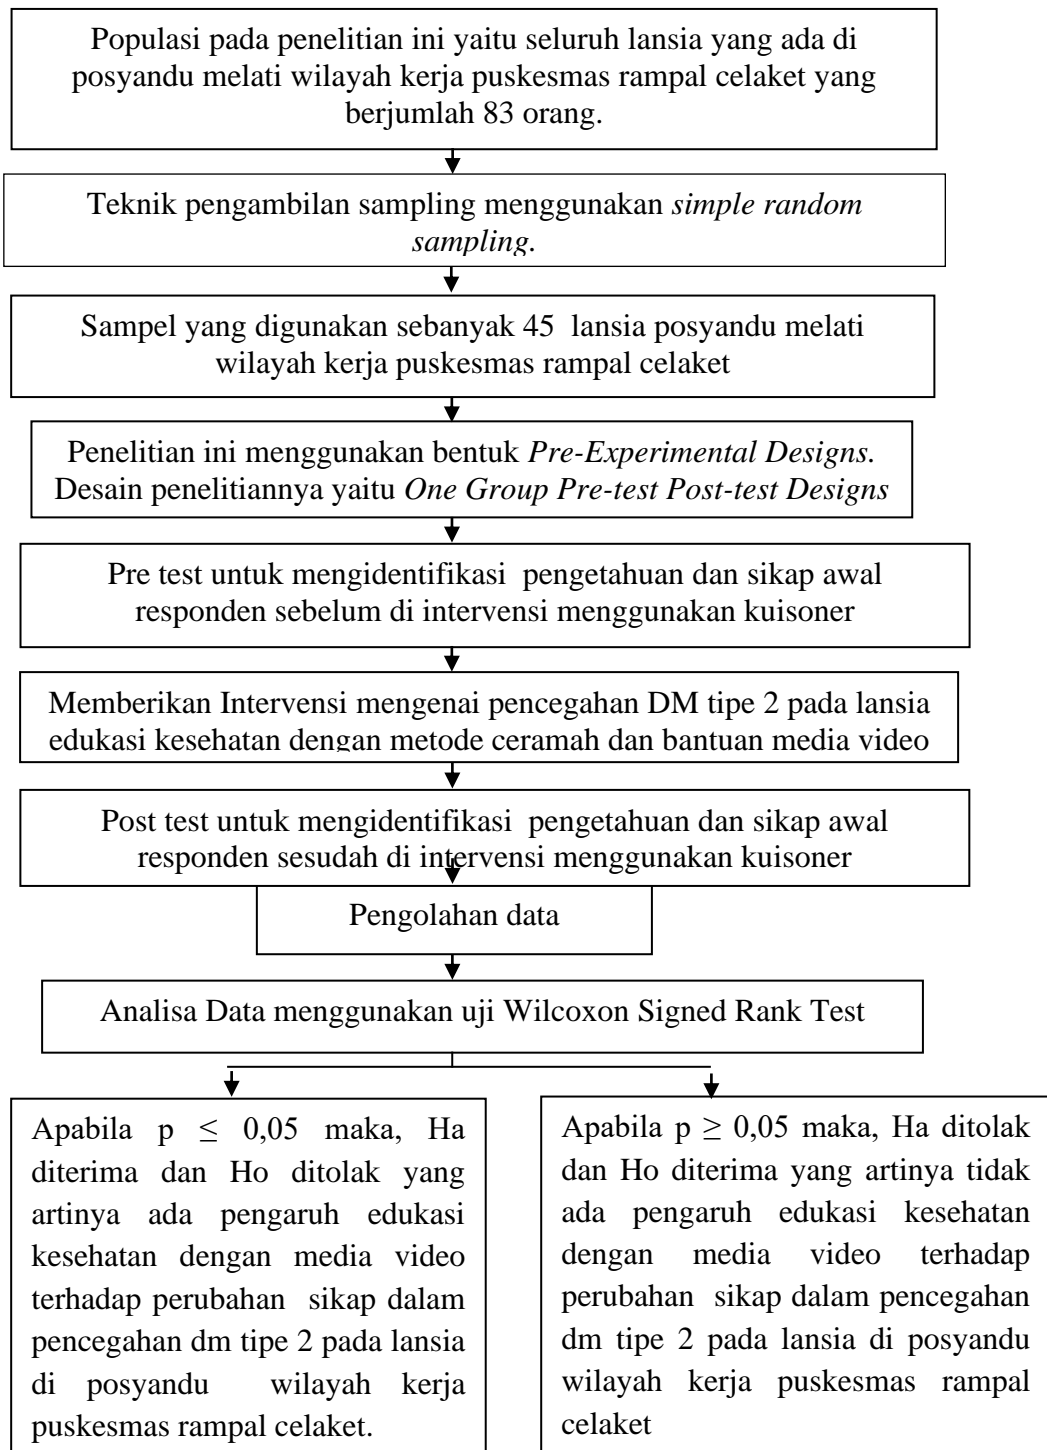 Populasi pada penelitian ini yaitu seluruh lansia yang ada di
posyandu melati wilayah kerja puskesmas rampal celaket yang
berjumlah 83 orang.
Teknik pengambilan sampling menggunakan simple random
sampling.
Sampel yang digunakan sebanyak 45 lansia posyandu melati
wilayah kerja puskesmas rampal celaket
Penelitian ini menggunakan bentuk Pre-Experimental Designs.
Desain penelitiannya yaitu One Group Pre-test Post-test Designs
Pre test untuk mengidentifikasi pengetahuan dan sikap awal
responden sebelum di intervensi menggunakan kuisoner
Memberikan Intervensi mengenai pencegahan DM tipe 2 pada lansia
edukasi kesehatan dengan metode ceramah dan bantuan media video
Post test untuk mengidentifikasi pengetahuan dan sikap awal
responden sesudah di intervensi menggunakan kuisoner
Pengolahan data
Analisa Data menggunakan uji Wilcoxon Signed Rank Test
Apabila p ≤ 0,05 maka, Ha
diterima dan Ho ditolak yang
artinya ada pengaruh edukasi
kesehatan dengan media video
terhadap perubahan sikap dalam
pencegahan dm tipe 2 pada lansia
di posyandu wilayah kerja
puskesmas rampal celaket.
Apabila p ≥ 0,05 maka, Ha ditolak
dan Ho diterima yang artinya tidak
ada pengaruh edukasi kesehatan
dengan media video terhadap
perubahan sikap dalam pencegahan
dm tipe 2 pada lansia di posyandu
wilayah kerja puskesmas rampal
celaket